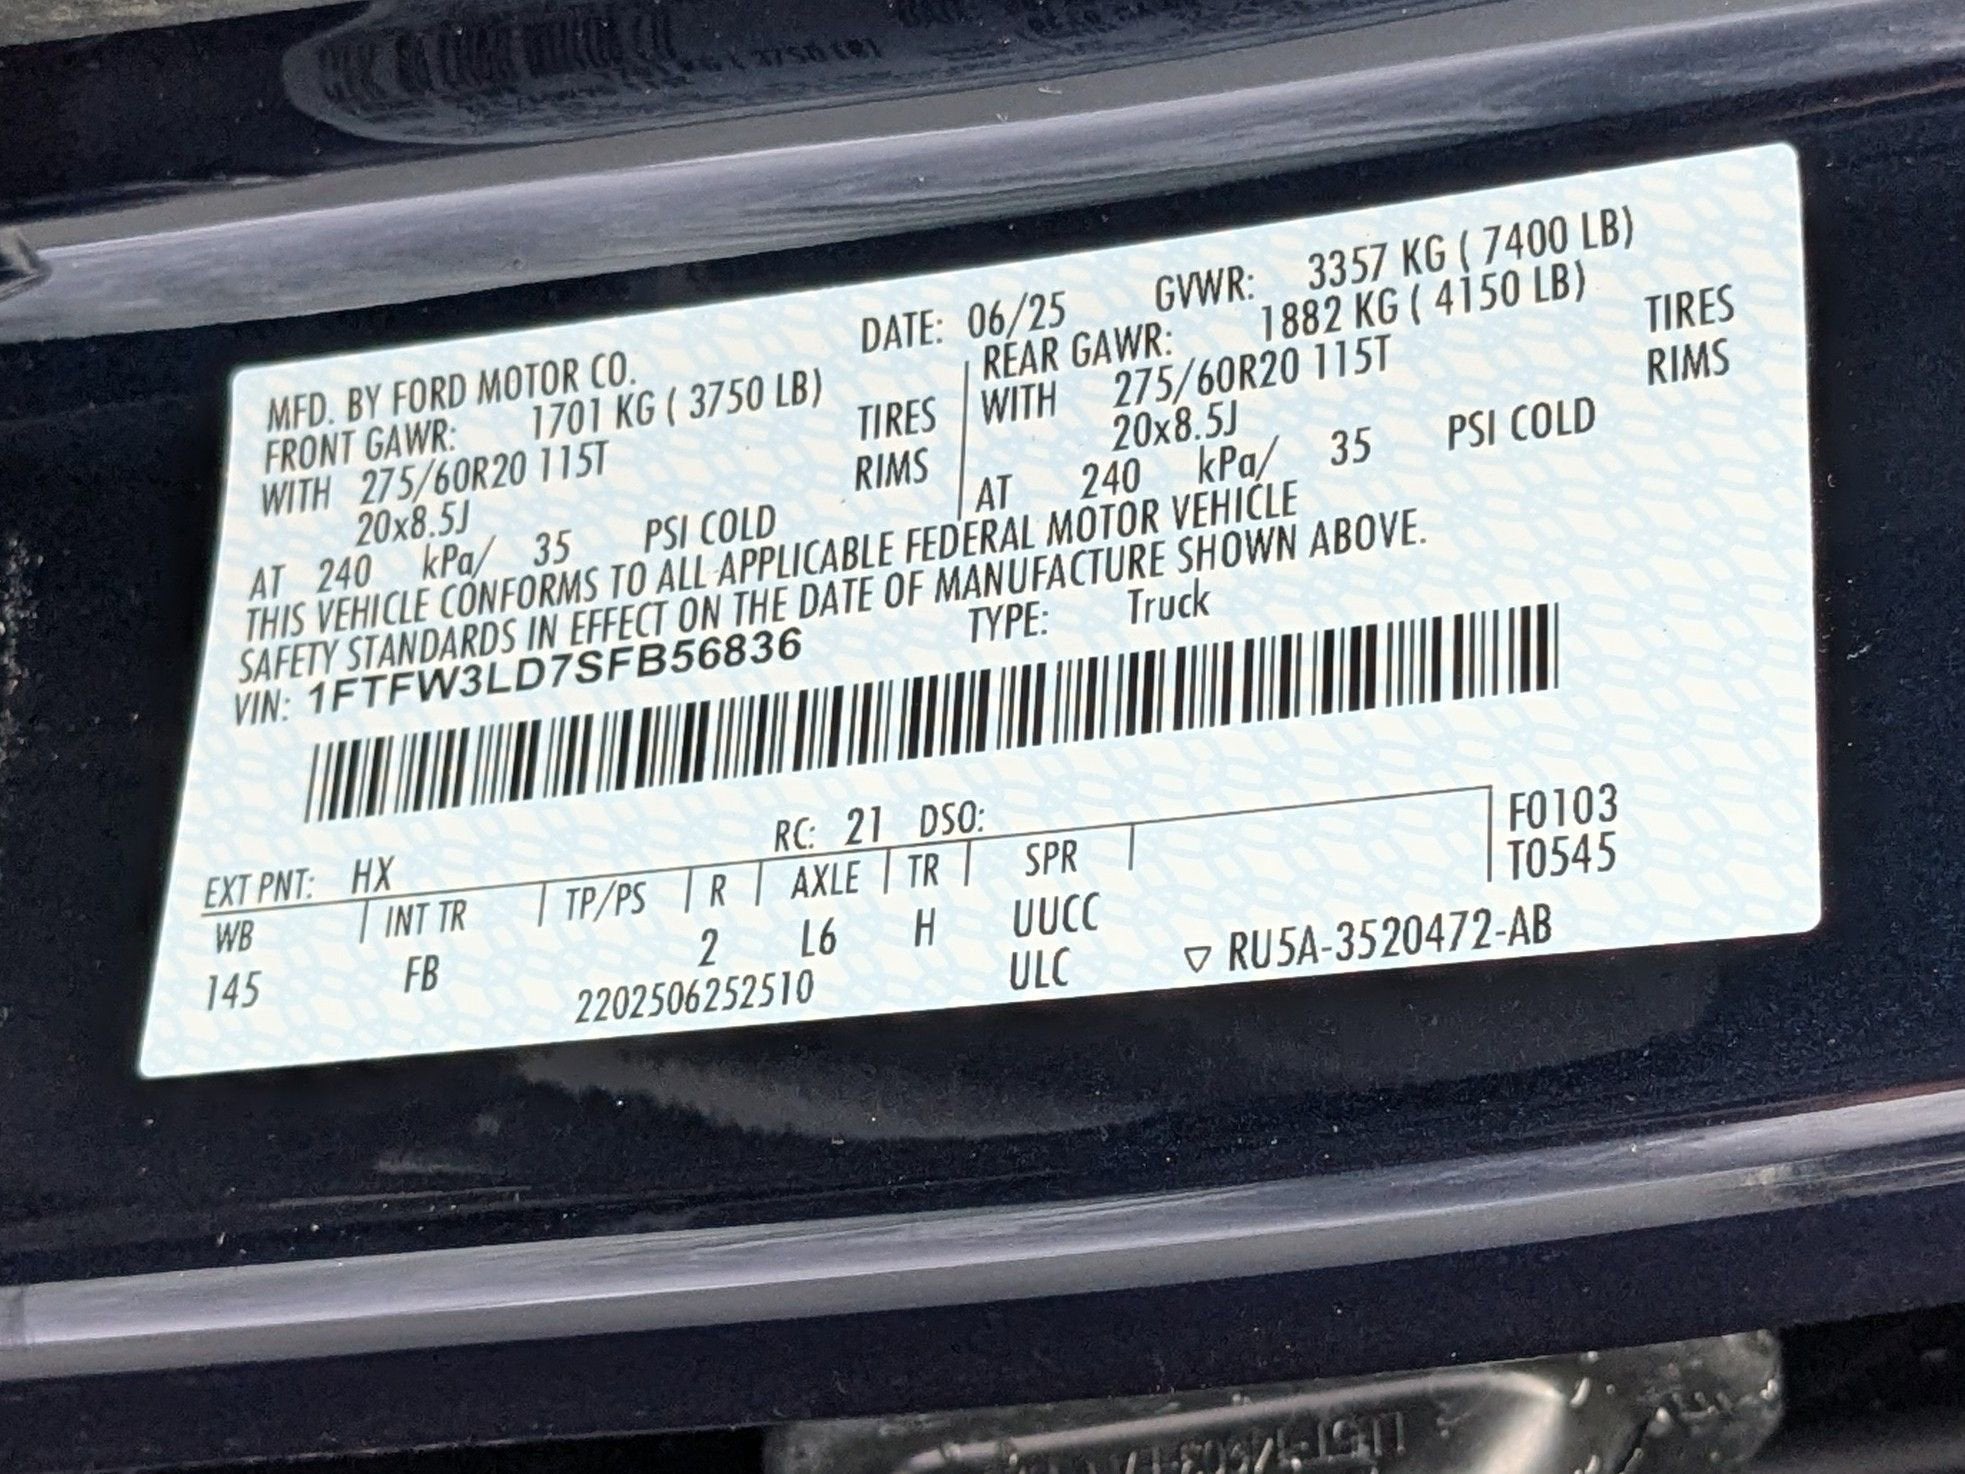 MFD. BY FORD MOTOR CO. DATE: 06/25 GVWR: 3357 KG ( 7400 LB)
FRONT GAWR: 1701 KG ( 3750 LB) REAR GAWR: 1882 KG ( 4150 LB)
WITH 275/60R20 115T TIRES WITH 275/60R20 115T TIRES
20x8.5J RIMS 20x8.5J RIMS
AT 240 kPa/ 35 PSI COLD AT 240 kPa/ 35 PSI COLD
THIS VEHICLE CONFORMS TO ALL APPLICABLE FEDERAL MOTOR VEHICLE
SAFETY STANDARDS IN EFFECT ON THE DATE OF MANUFACTURE SHOWN ABOVE.
VIN: 1FTFW3LD7SFB56836 TYPE: Truck
EXT PNT: HX RC: 21 DSO: F0103
WB INT TR TP/PS R AXLE TR SPR T0545
145 FB 2 L6 H UUCC
2202506252510 ULC ▽ RU5A-3520472-AB